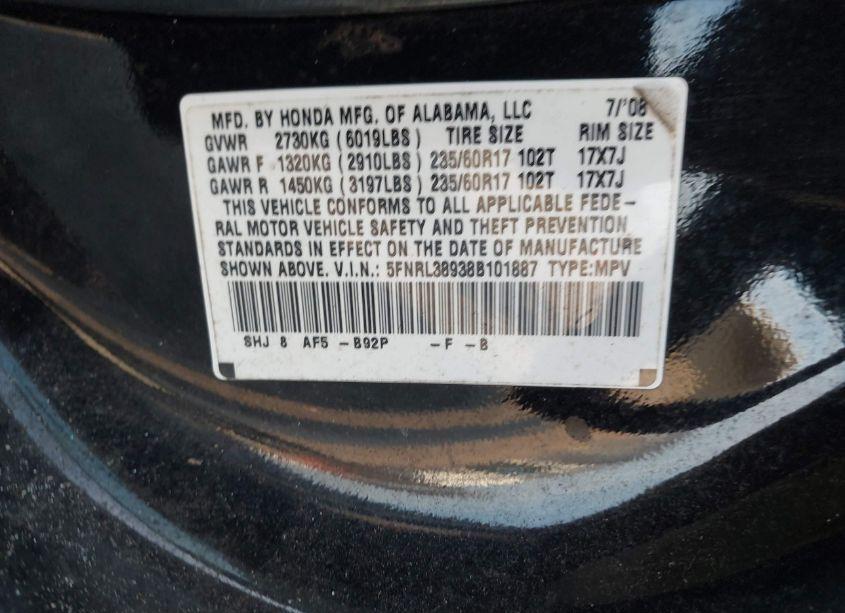 MFD. BY HONDA MFG. OF ALABAMA, LLC 7/'08
GVWR 2730KG (6019LBS) TIRE SIZE RIM SIZE
GAWR F 1320KG (2910LBS) 235/60R17 102T 17X7J
GAWR R 1450KG (3197LBS) 235/60R17 102T 17X7J
THIS VEHICLE CONFORMS TO ALL APPLICABLE FEDE-
RAL MOTOR VEHICLE SAFETY AND THEFT PREVENTION
STANDARDS IN EFFECT ON THE DATE OF MANUFACTURE
SHOWN ABOVE. V.I.N.: 5FNRL38938B101887 TYPE:MPV
SHJ 8 AF5 -B92P -F -B